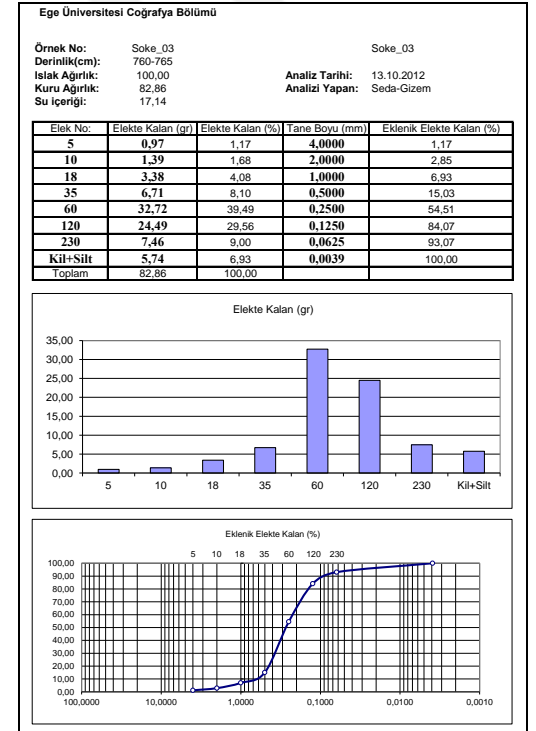 Ege Üniversitesi Coğrafya Bölümü
Örnek No: Soke_03 Soke_03
Derinlik(cm): 760-765
Islak Ağırlık: 100,00 Analiz Tarihi: 13.10.2012
Kuru Ağırlık: 82,86 Analizi Yapan: Seda-Gizem
Su içeriği: 17,14
Elek No: Elekte Kalan (gr) Elekte Kalan (%) Tane Boyu (mm) Eklenik Elekte Kalan (%)
5 0,97 1,17 4,0000 1,17
10 1,39 1,68 2,0000 2,85
18 3,38 4,08 1,0000 6,93
35 6,71 8,10 0,5000 15,03
60 32,72 39,49 0,2500 54,51
120 24,49 29,56 0,1250 84,07
230 7,46 9,00 0,0625 93,07
Kil+Silt 5,74 6,93 0,0039 100,00
Toplam 82,86 100,00
Elekte Kalan (gr)
35,00
30,00
25,00
20,00
15,00
10,00
5,00
0,00
5 10 18 35 60 120 230 Kil+Silt
Eklenik Elekte Kalan (%)
5 10 18 35 60 120 230
100,00
90,00
80,00
70,00
60,00
50,00
40,00
30,00
20,00
10,00
0,00
100,0000 10,0000 1,0000 0,1000 0,0100 0,0010